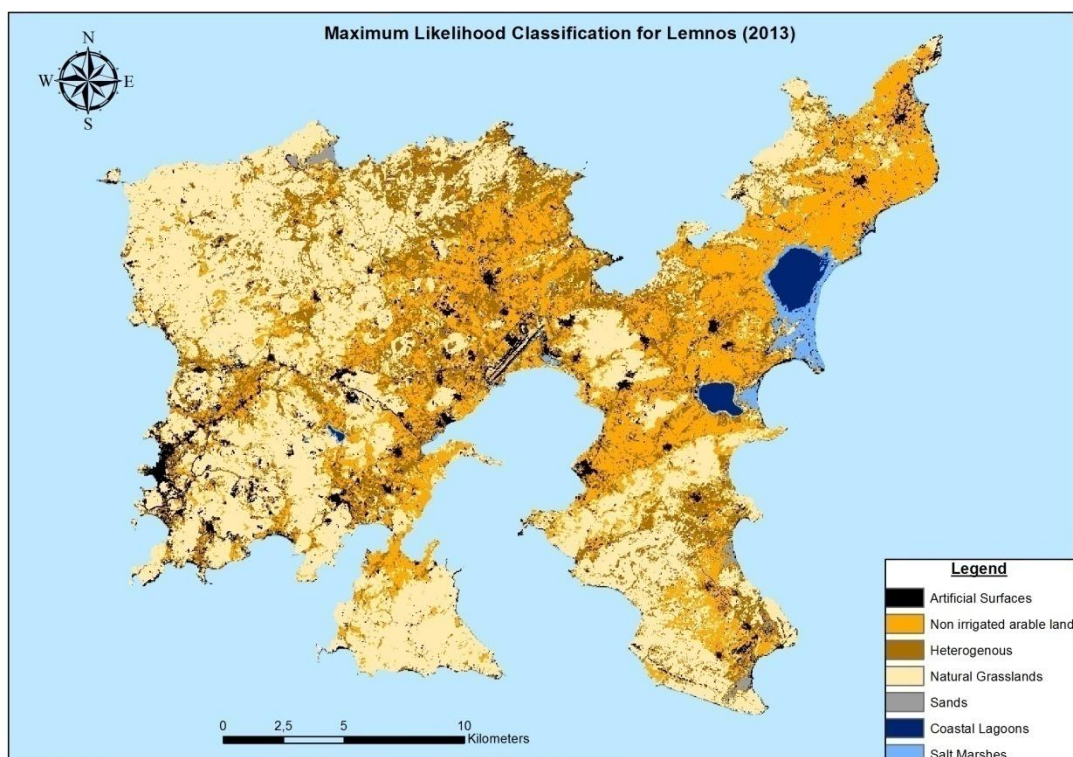 Maximum Likelihood Classification for Lemnos (2013)
N
W E
S
Legend
Artificial Surfaces
Non irrigated arable land
Heterogenous
Natural Grasslands
Sands
Coastal Lagoons
Salt Marshes
0 2,5 5 10
Kilometers